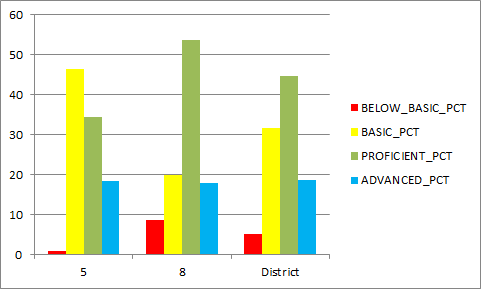 60
50
40
30
20
10
0
5 8 District
BELOW_BASIC_PCT
BASIC_PCT
PROFICIENT_PCT
ADVANCED_PCT